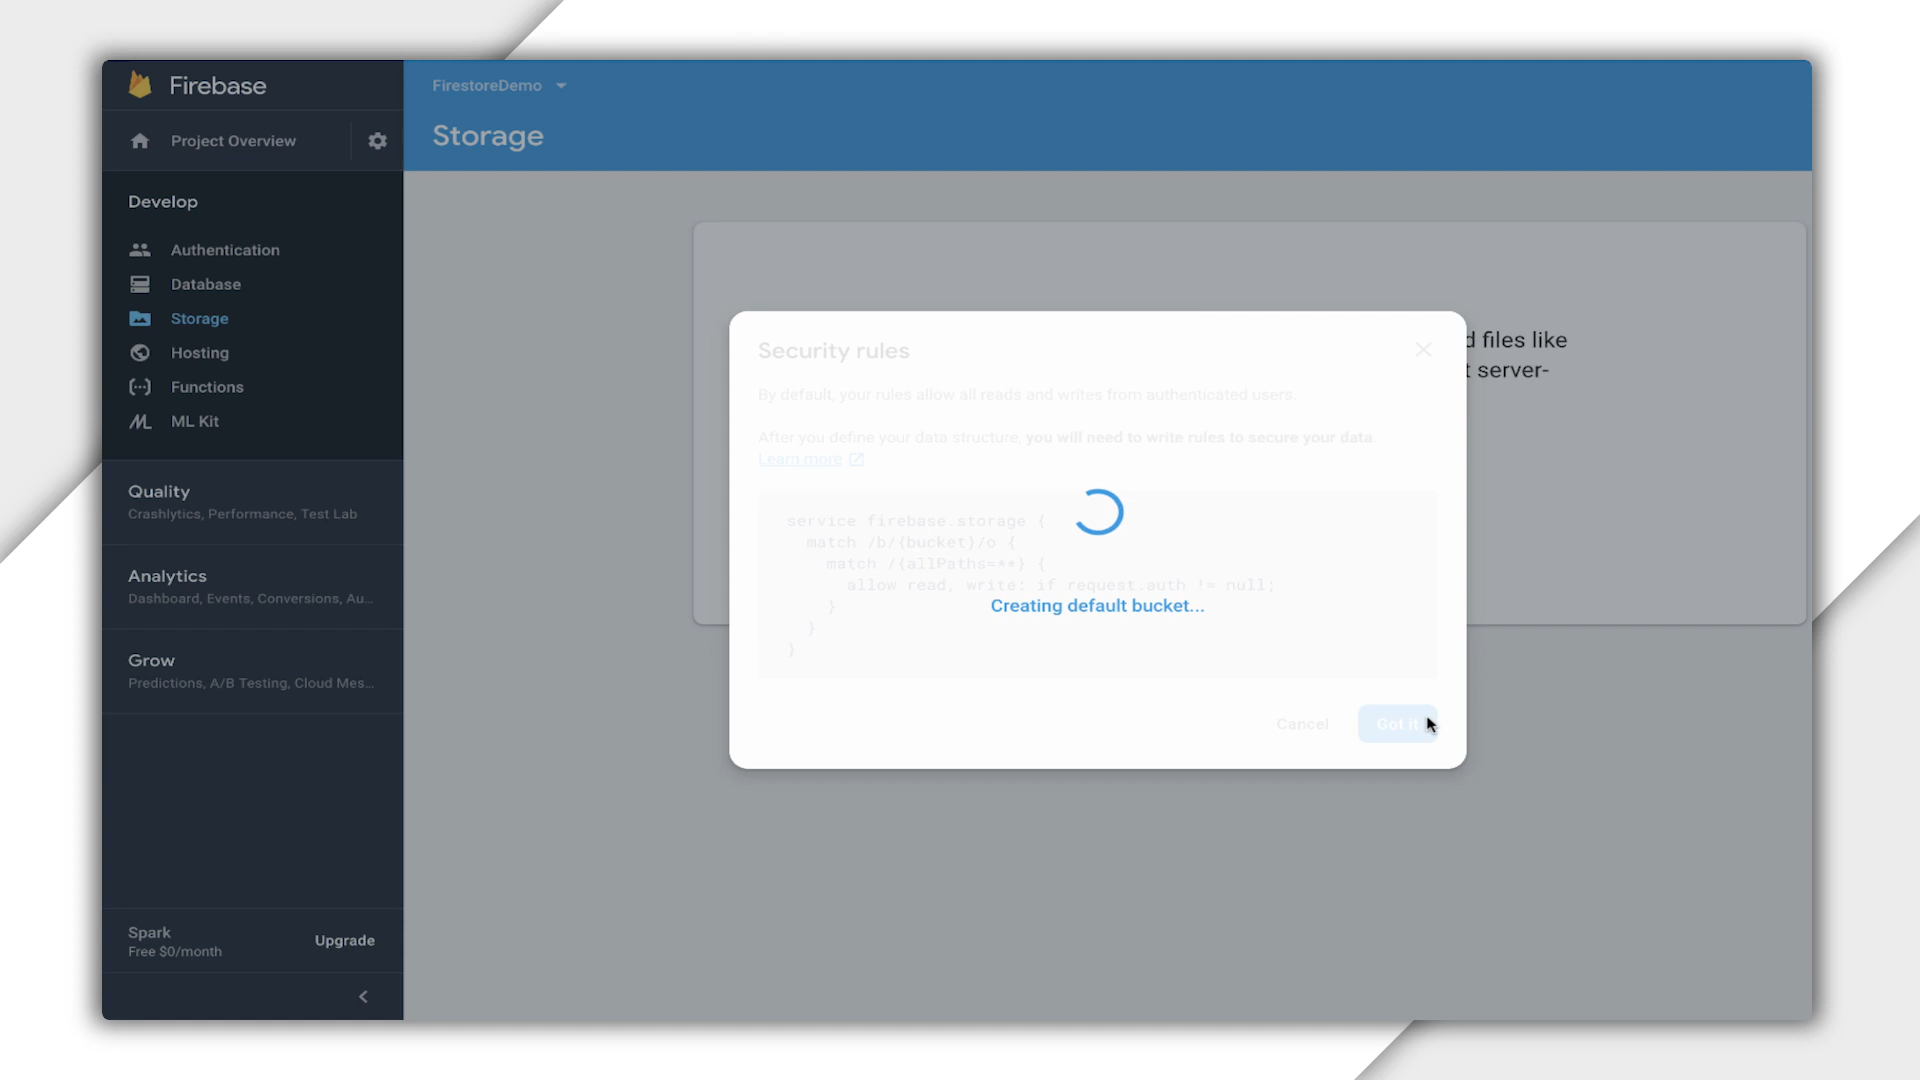 Firebase
FirestoreDemo
Project Overview
Storage
Develop
Authentication
Database
Storage
Hosting
Functions
ML Kit
Quality
Crashlytics, Performance, Test Lab
Analytics
Dashboard, Events, Conversions, Au...
Grow
Predictions, A/B Testing, Cloud Mes...
Spark
Free $0/month
Upgrade
d files like
t server-
Security rules
By default, your rules allow all reads and writes from authenticated users.
After you define your data structure, you will need to write rules to secure your data.
Learn more
service firebase.storage {
match /b/{bucket}/o {
match /{allPaths=**} {
allow read, write: if request.auth != null;
}
}
}
Creating default bucket...
Cancel
Got it